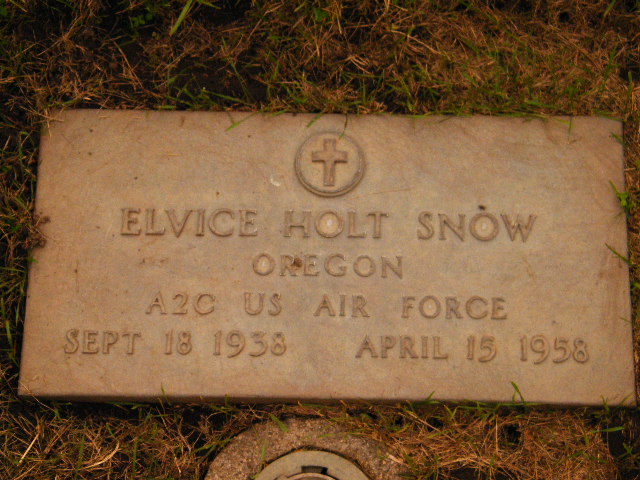 ELVICE HOLT SNOW
OREGON
A2C US AIR FORCE
SEPT 18 1938 APRIL 15 1958